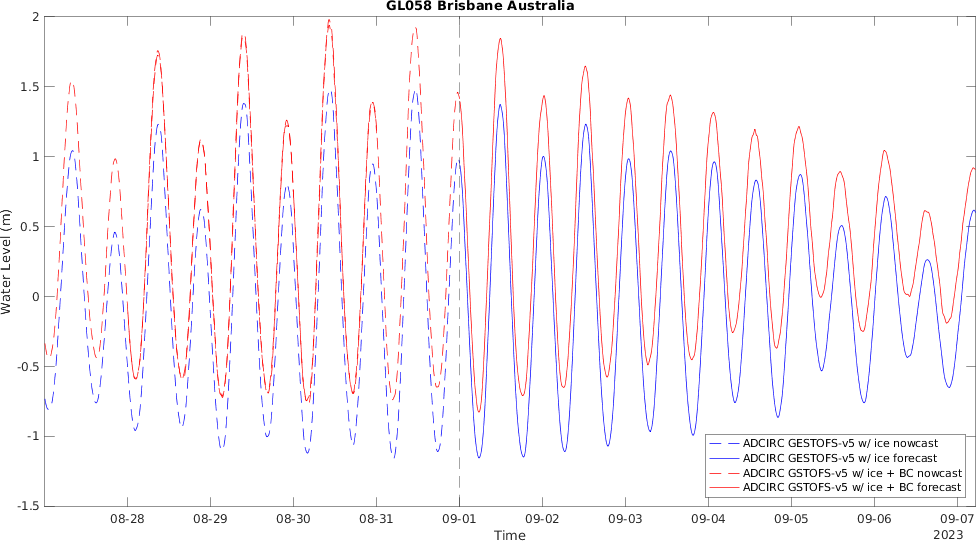 GL058 Brisbane Australia
2
1.5
1
0.5
0
-0.5
-1
-1.5
Water Level (m)
ADCIRC GESTOFS-v5 w/ ice nowcast
ADCIRC GESTOFS-v5 w/ ice forecast
ADCIRC GSTOFS-v5 w/ ice + BC nowcast
ADCIRC GSTOFS-v5 w/ ice + BC forecast
08-28 08-29 08-30 08-31 09-01 09-02 09-03 09-04 09-05 09-06 09-07
Time 2023